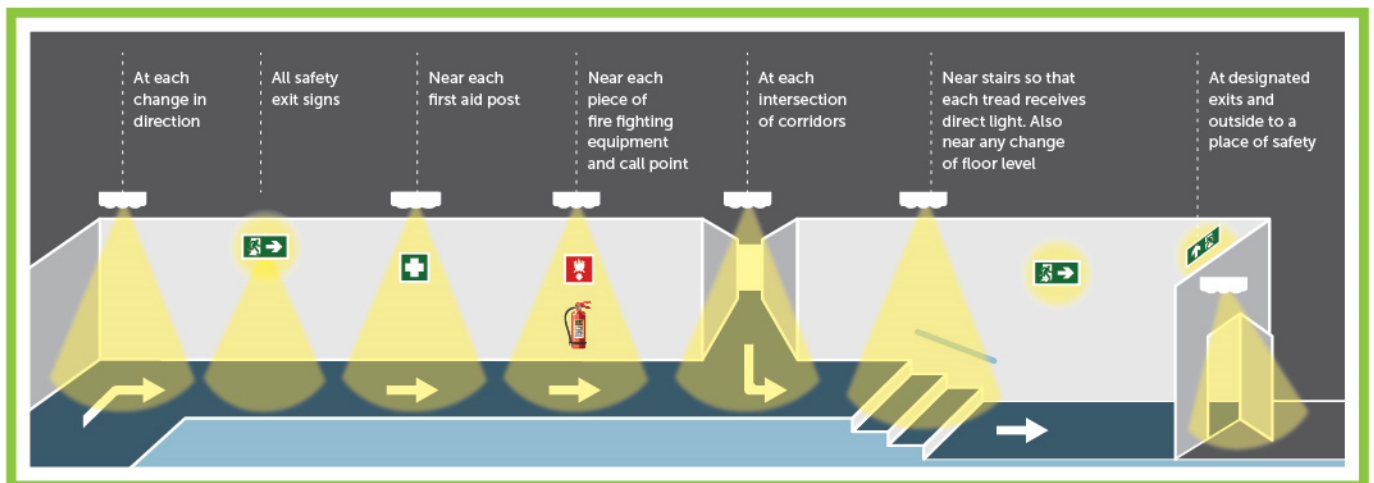 At each
change in
direction
All safety
exit signs
Near each
first aid post
Near each
piece of
fire fighting
equipment
and call point
At each
intersection
of corridors
Near stairs so that
each tread receives
direct light. Also
near any change
of floor level
At designated
exits and
outside to a
place of safety